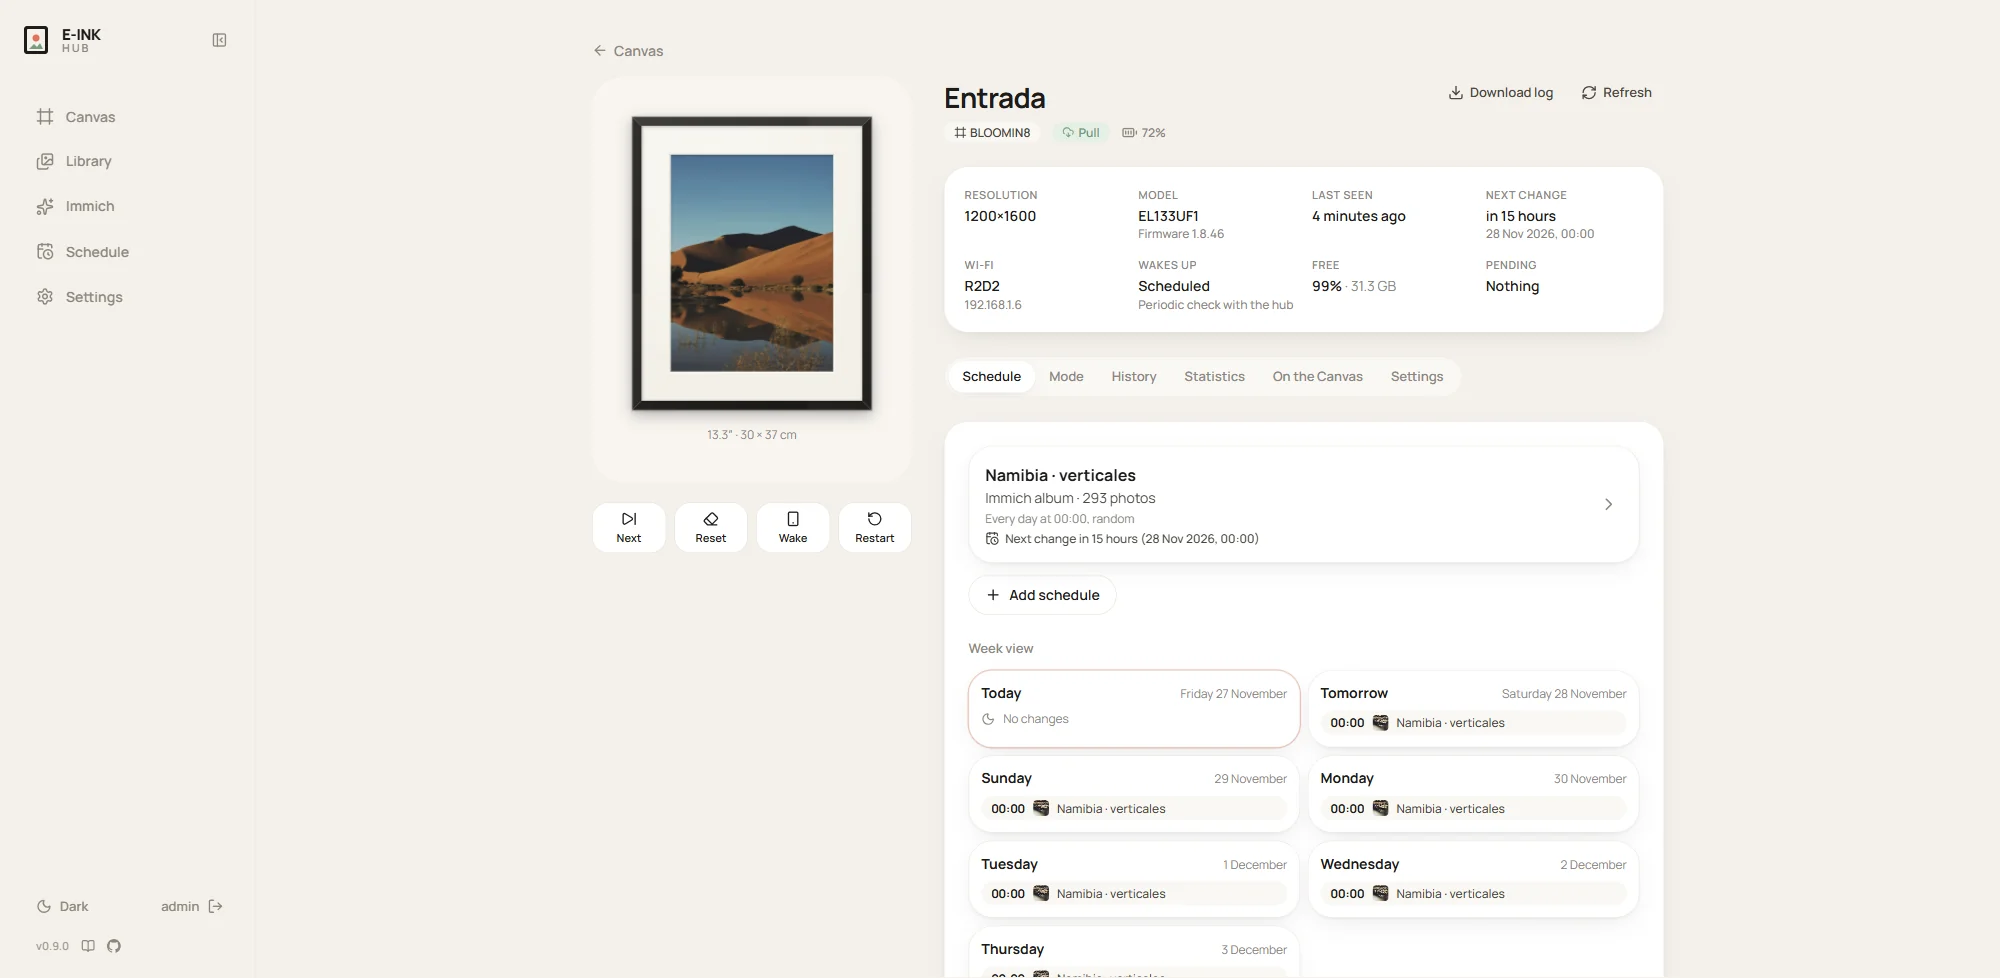 E-INK
HUB
Canvas
Library
Immich
Schedule
Settings
Dark
admin
v0.9.0
Canvas
13.3" · 30 × 37 cm
Next
Reset
Wake
Restart
Entrada
Download log
Refresh
BLOOMIN8
Pull
72%
RESOLUTION
1200×1600
MODEL
EL133UF1
Firmware 1.8.46
LAST SEEN
4 minutes ago
NEXT CHANGE
in 15 hours
28 Nov 2026, 00:00
WI-FI
R2D2
192.168.1.6
WAKES UP
Scheduled
Periodic check with the hub
FREE
99% · 31.3 GB
PENDING
Nothing
Schedule
Mode
History
Statistics
On the Canvas
Settings
Namibia · verticales
Immich album · 293 photos
Every day at 00:00, random
Next change in 15 hours (28 Nov 2026, 00:00)
Add schedule
Week view
Today
Friday 27 November
No changes
Tomorrow
Saturday 28 November
00:00 Namibia · verticales
Sunday
29 November
00:00 Namibia · verticales
Monday
30 November
00:00 Namibia · verticales
Tuesday
1 December
00:00 Namibia · verticales
Wednesday
2 December
00:00 Namibia · verticales
Thursday
3 December